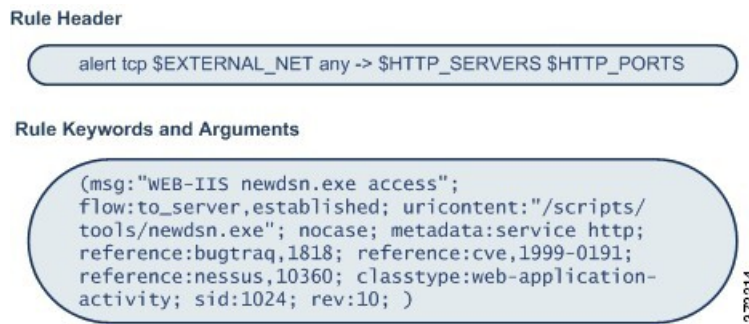 Rule Header
alert tcp $EXTERNAL_NET any -> $HTTP_SERVERS $HTTP_PORTS
Rule Keywords and Arguments
(msg:"WEB-IIS newdsn.exe access";
flow:to_server,established; uricontent:"/scripts/
tools/newdsn.exe"; nocase; metadata:service http;
reference:bugtraq,1818; reference:cve,1999-0191;
reference:nessus,10360; classtype:web-application-
activity; sid:1024; rev:10; )